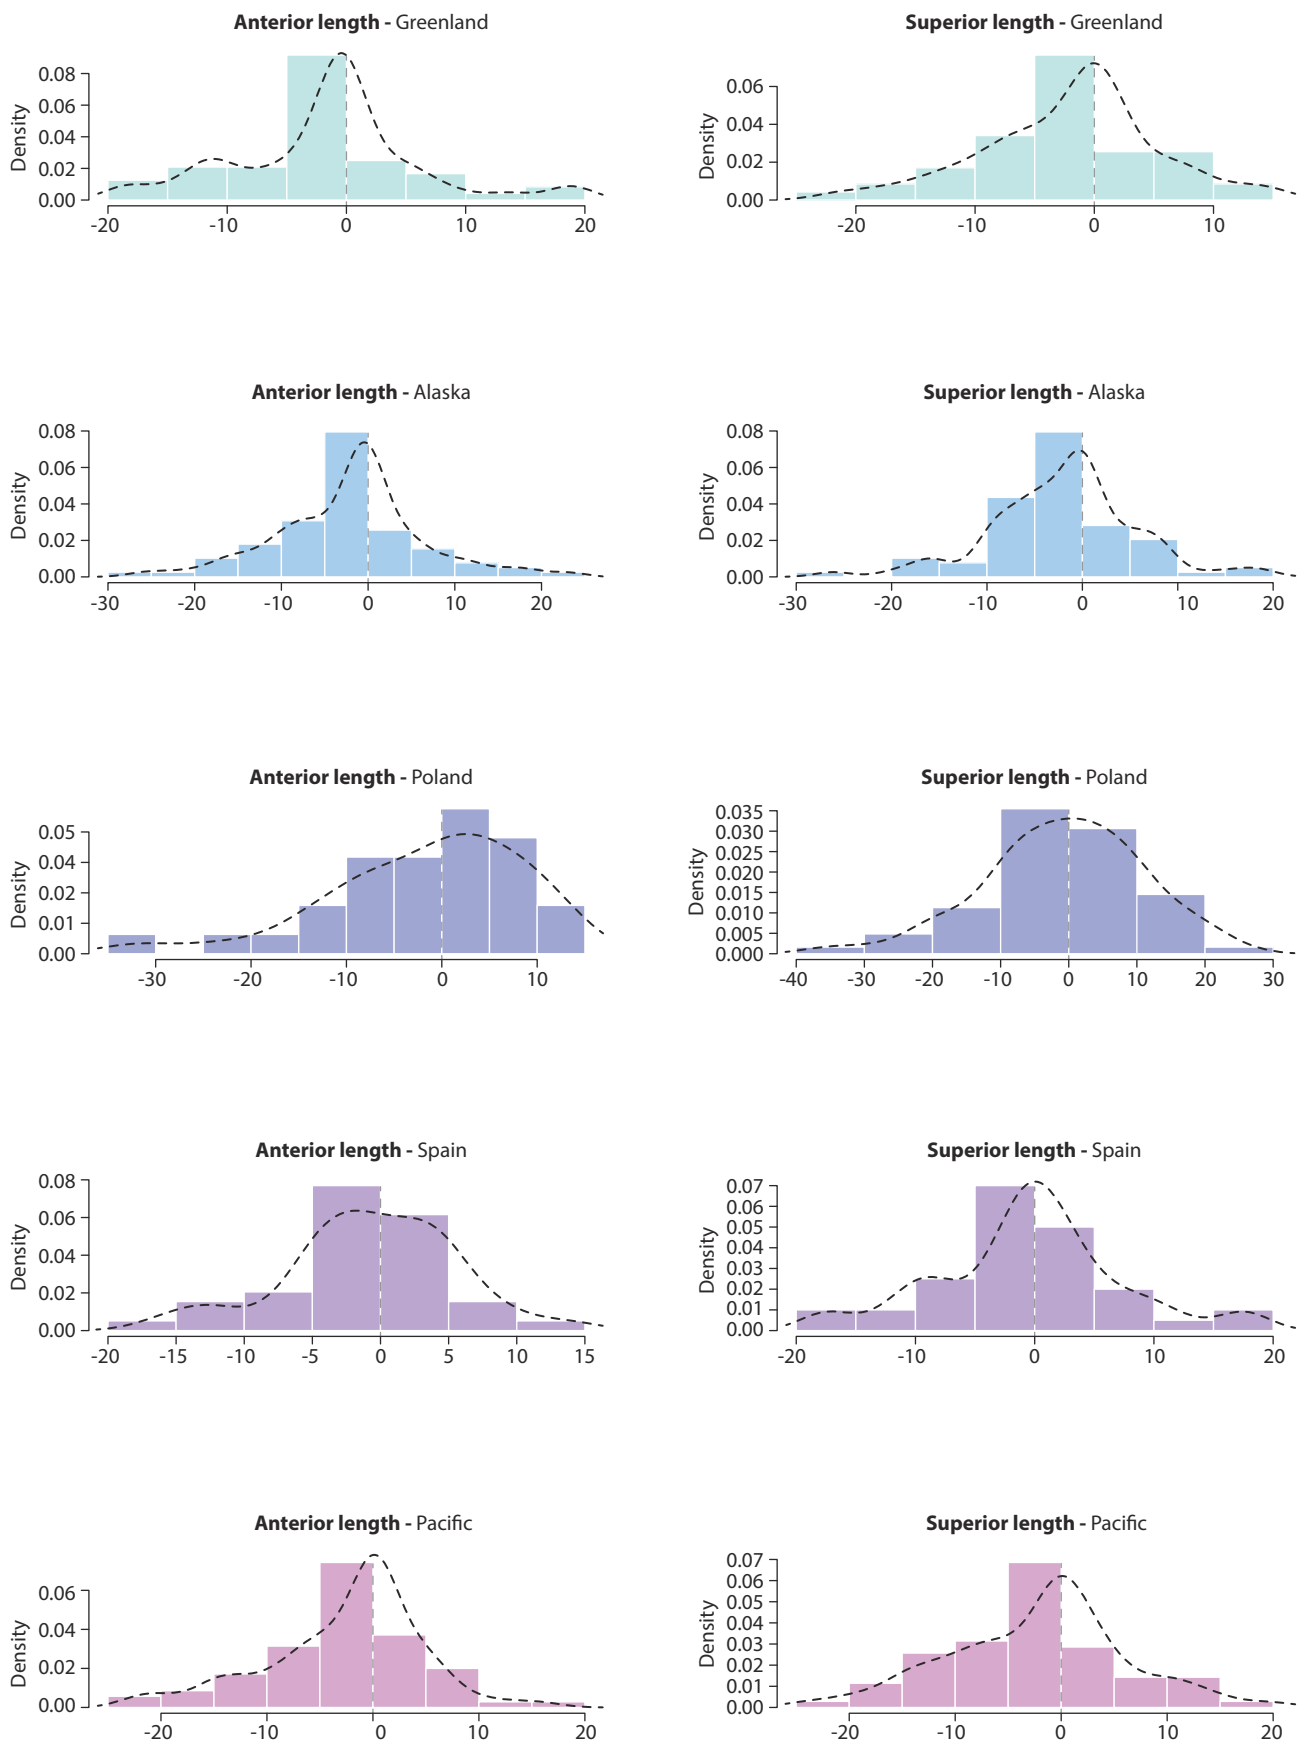 Anterior length - Greenland
Density
0.08
0.06
0.04
0.02
0.00
-20 -10 0 10 20
Superior length - Greenland
Density
0.06
0.04
0.02
0.00
-20 -10 0 10
Anterior length - Alaska
Density
0.08
0.06
0.04
0.02
0.00
-30 -20 -10 0 10 20
Superior length - Alaska
Density
0.08
0.06
0.04
0.02
0.00
-30 -20 -10 0 10 20
Anterior length - Poland
Density
0.05
0.04
0.02
0.01
0.00
-30 -20 -10 0 10
Superior length - Poland
Density
0.035
0.030
0.025
0.020
0.015
0.010
0.005
0.000
-40 -30 -20 -10 0 10 20 30
Anterior length - Spain
Density
0.08
0.06
0.04
0.02
0.00
-20 -15 -10 -5 0 5 10 15
Superior length - Spain
Density
0.07
0.06
0.05
0.04
0.03
0.02
0.01
0.00
-20 -10 0 10 20
Anterior length - Pacific
Density
0.06
0.04
0.02
0.00
-20 -10 0 10 20
Superior length - Pacific
Density
0.07
0.06
0.05
0.04
0.03
0.02
0.01
0.00
-20 -10 0 10 20